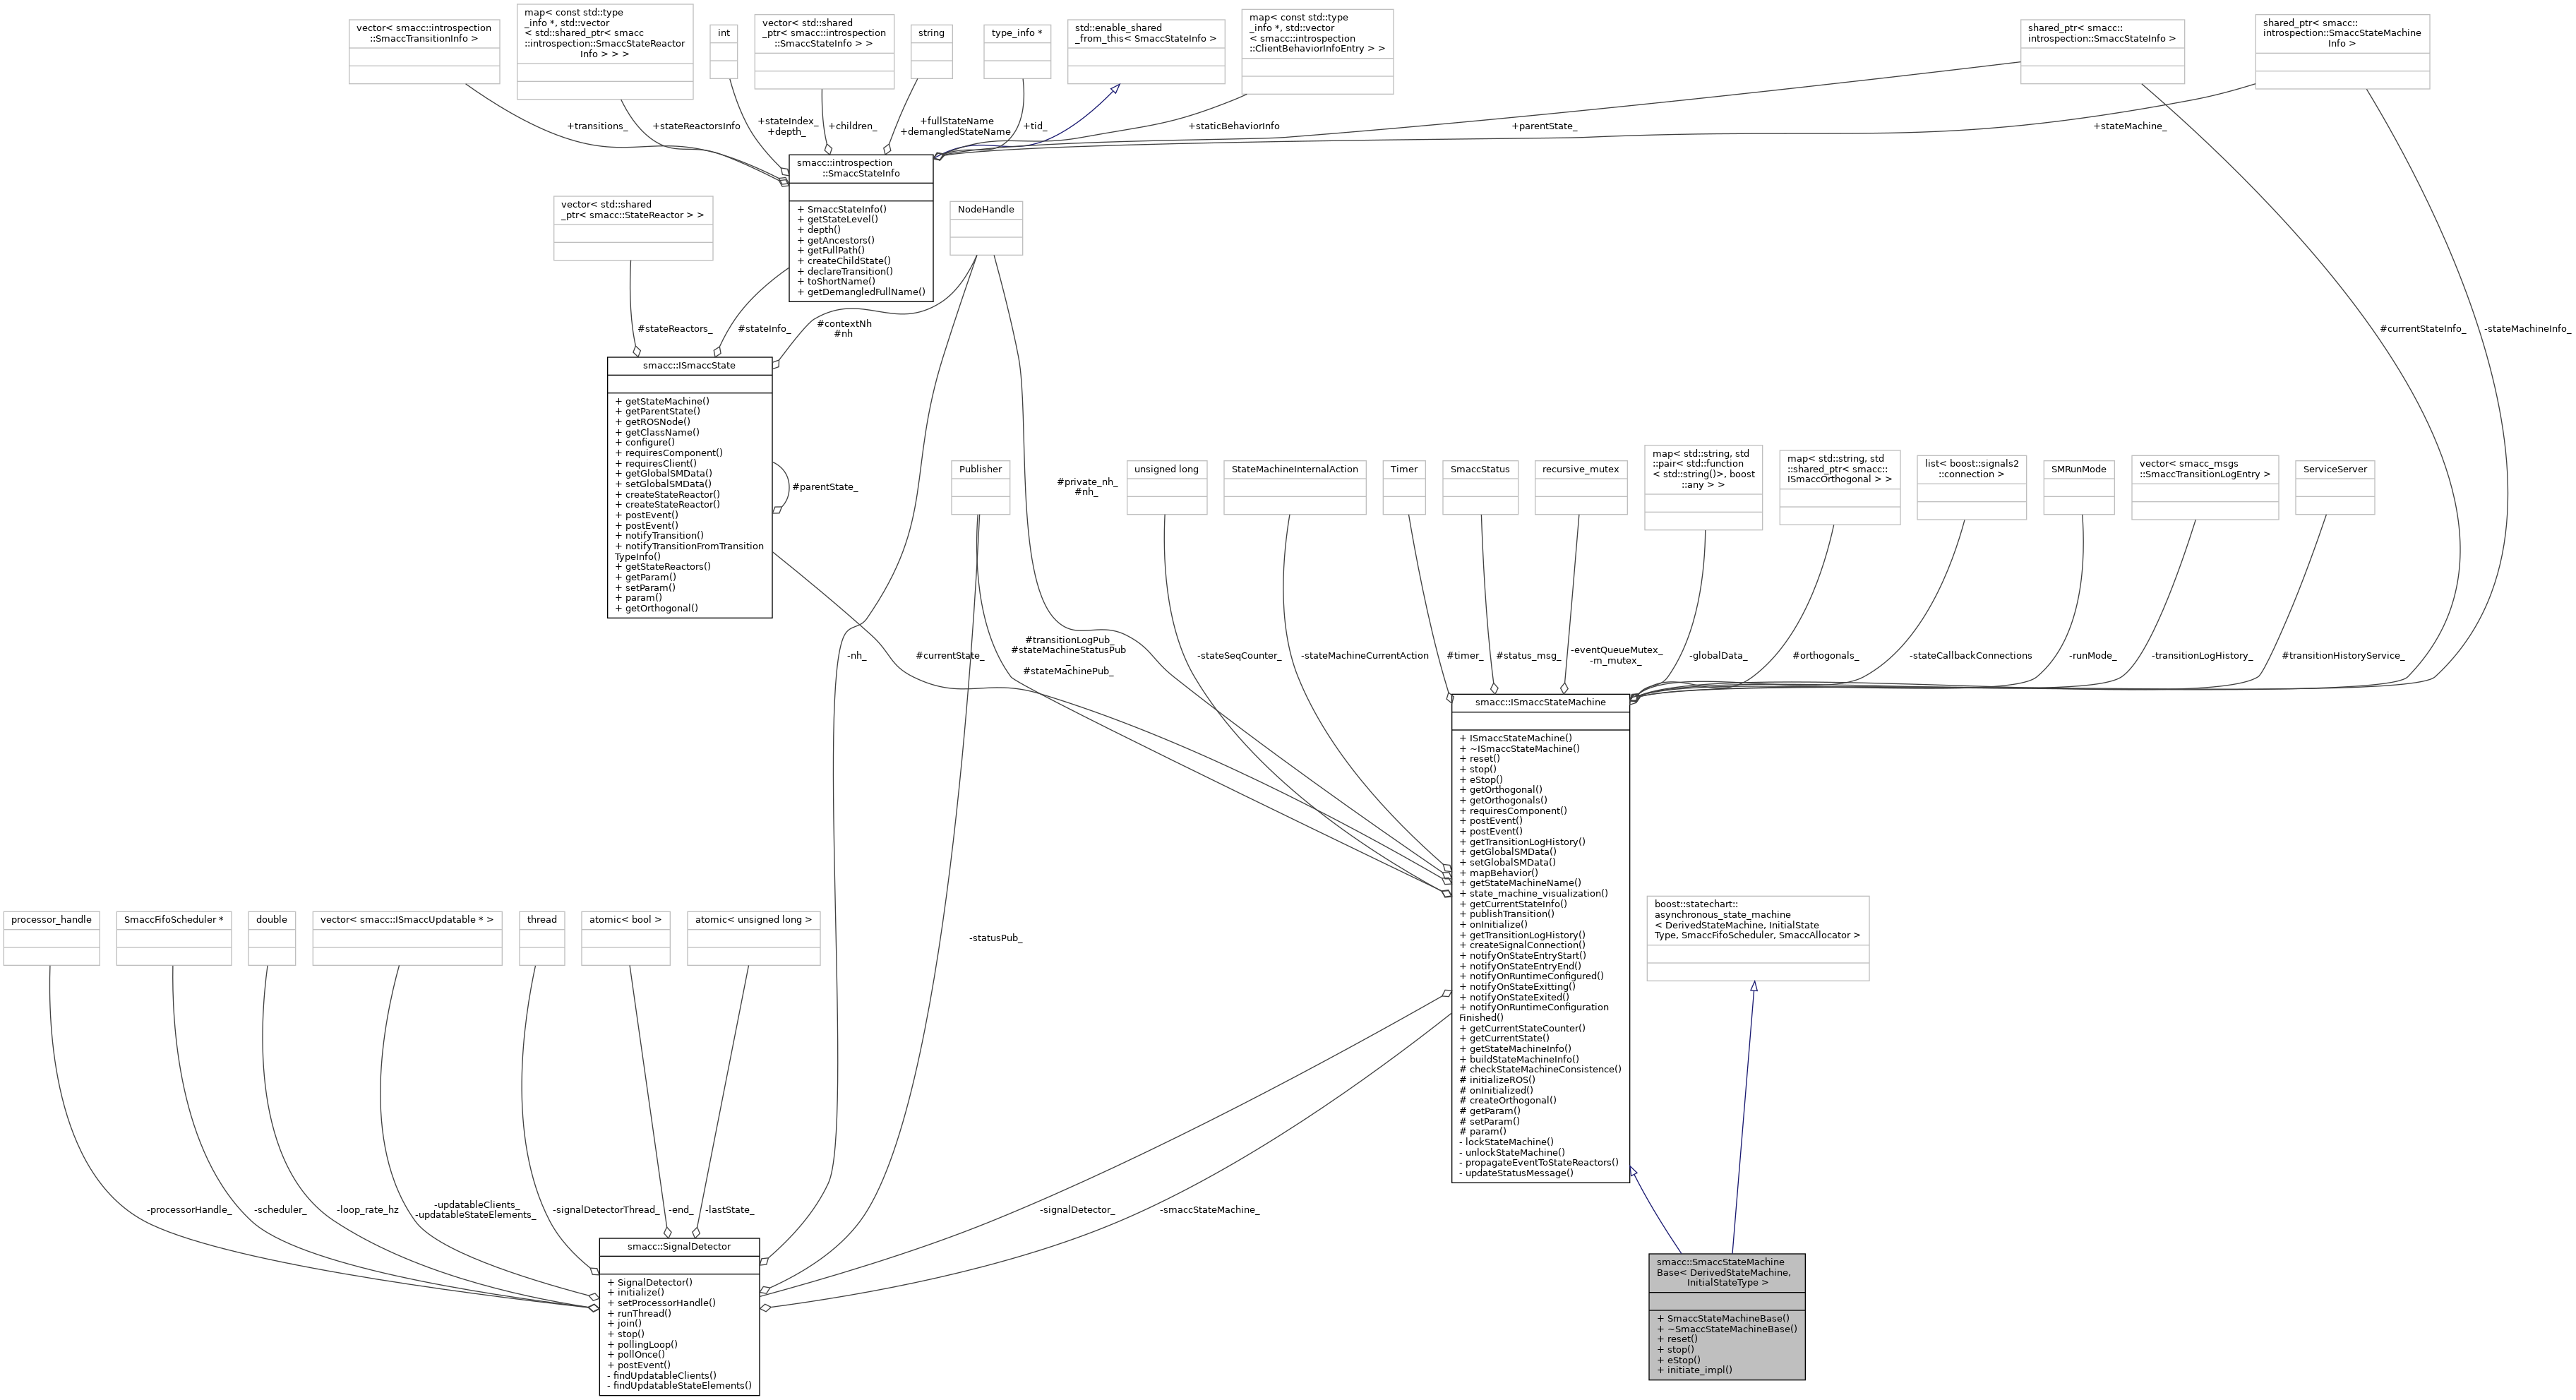 vector< smacc::introspection
::SmaccTransitionInfo >
map< const std::type
_info *, std::vector
< std::shared_ptr< smacc
::introspection::SmaccStateReactor
Info > > >
int
vector< std::shared
_ptr< smacc::introspection
::SmaccStateInfo > >
string
type_info *
std::enable_shared
_from_this< SmaccStateInfo >
map< const std::type
_info *, std::vector
< smacc::introspection
::ClientBehaviorInfoEntry > >
shared_ptr< smacc::
introspection::SmaccStateInfo >
shared_ptr< smacc::
introspection::SmaccStateMachine
Info >
+transitions_
+stateReactorsInfo
+stateIndex_
+depth_
+children_
+fullStateName
+demangledStateName
+tid_
+staticBehaviorInfo
+parentState_
+stateMachine_
smacc::introspection
::SmaccStateInfo
+ SmaccStateInfo()
+ getStateLevel()
+ depth()
+ getAncestors()
+ getFullPath()
+ createChildState()
+ declareTransition()
+ toShortName()
+ getDemangledFullName()
vector< std::shared
_ptr< smacc::StateReactor > >
NodeHandle
#stateReactors_
#stateInfo_
#contextNh
#nh
#currentStateInfo_
-stateMachineInfo_
smacc::ISmaccState
+ getStateMachine()
+ getParentState()
+ getROSNode()
+ getClassName()
+ configure()
+ requiresComponent()
+ requiresClient()
+ getGlobalSMData()
+ setGlobalSMData()
+ createStateReactor()
+ createStateReactor()
+ postEvent()
+ postEvent()
+ notifyTransition()
+ notifyTransitionFromTransition
TypeInfo()
+ getStateReactors()
+ getParam()
+ setParam()
+ param()
+ getOrthogonal()
#parentState_
Publisher
#private_nh_
#nh_
unsigned long
StateMachineInternalAction
Timer
SmaccStatus
recursive_mutex
map< std::string, std
::pair< std::function
< std::string()>, boost
::any > >
map< std::string, std
::shared_ptr< smacc::
ISmaccOrthogonal > >
list< boost::signals2
::connection >
SMRunMode
vector< smacc_msgs
::SmaccTransitionLogEntry >
ServiceServer
-nh_
#currentState_
#transitionLogPub_
#stateMachineStatusPub
_
#stateMachinePub_
-stateSeqCounter_
-stateMachineCurrentAction
#timer_
#status_msg_
-eventQueueMutex_
-m_mutex_
-globalData_
#orthogonals_
-stateCallbackConnections
-runMode_
-transitionLogHistory_
#transitionHistoryService_
smacc::ISmaccStateMachine
+ ISmaccStateMachine()
+ ~ISmaccStateMachine()
+ reset()
+ stop()
+ eStop()
+ getOrthogonal()
+ getOrthogonals()
+ requiresComponent()
+ postEvent()
+ postEvent()
+ getTransitionLogHistory()
+ getGlobalSMData()
+ setGlobalSMData()
+ mapBehavior()
+ getStateMachineName()
+ state_machine_visualization()
+ getCurrentStateInfo()
+ publishTransition()
+ onInitialize()
+ getTransitionLogHistory()
+ createSignalConnection()
+ notifyOnStateEntryStart()
+ notifyOnStateEntryEnd()
+ notifyOnRuntimeConfigured()
+ notifyOnStateExitting()
+ notifyOnStateExited()
+ notifyOnRuntimeConfiguration
Finished()
+ getCurrentStateCounter()
+ getCurrentState()
+ getStateMachineInfo()
+ buildStateMachineInfo()
# checkStateMachineConsistence()
# initializeROS()
# onInitialized()
# createOrthogonal()
# getParam()
# setParam()
# param()
- lockStateMachine()
- unlockStateMachine()
- propagateEventToStateReactors()
- updateStatusMessage()
boost::statechart::
asynchronous_state_machine
< DerivedStateMachine, InitialState
Type, SmaccFifoScheduler, SmaccAllocator >
-statusPub_
processor_handle
SmaccFifoScheduler *
double
vector< smacc::ISmaccUpdatable * >
thread
atomic< bool >
atomic< unsigned long >
-processorHandle_
-scheduler_
-loop_rate_hz
-updatableClients_
-updatableStateElements_
-signalDetectorThread_
-end_
-lastState_
-signalDetector_
-smaccStateMachine_
smacc::SignalDetector
+ SignalDetector()
+ initialize()
+ setProcessorHandle()
+ runThread()
+ join()
+ stop()
+ pollingLoop()
+ pollOnce()
+ postEvent()
- findUpdatableClients()
- findUpdatableStateElements()
smacc::SmaccStateMachine
Base< DerivedStateMachine,
InitialStateType >
+ SmaccStateMachineBase()
+ ~SmaccStateMachineBase()
+ reset()
+ stop()
+ eStop()
+ initiate_impl()